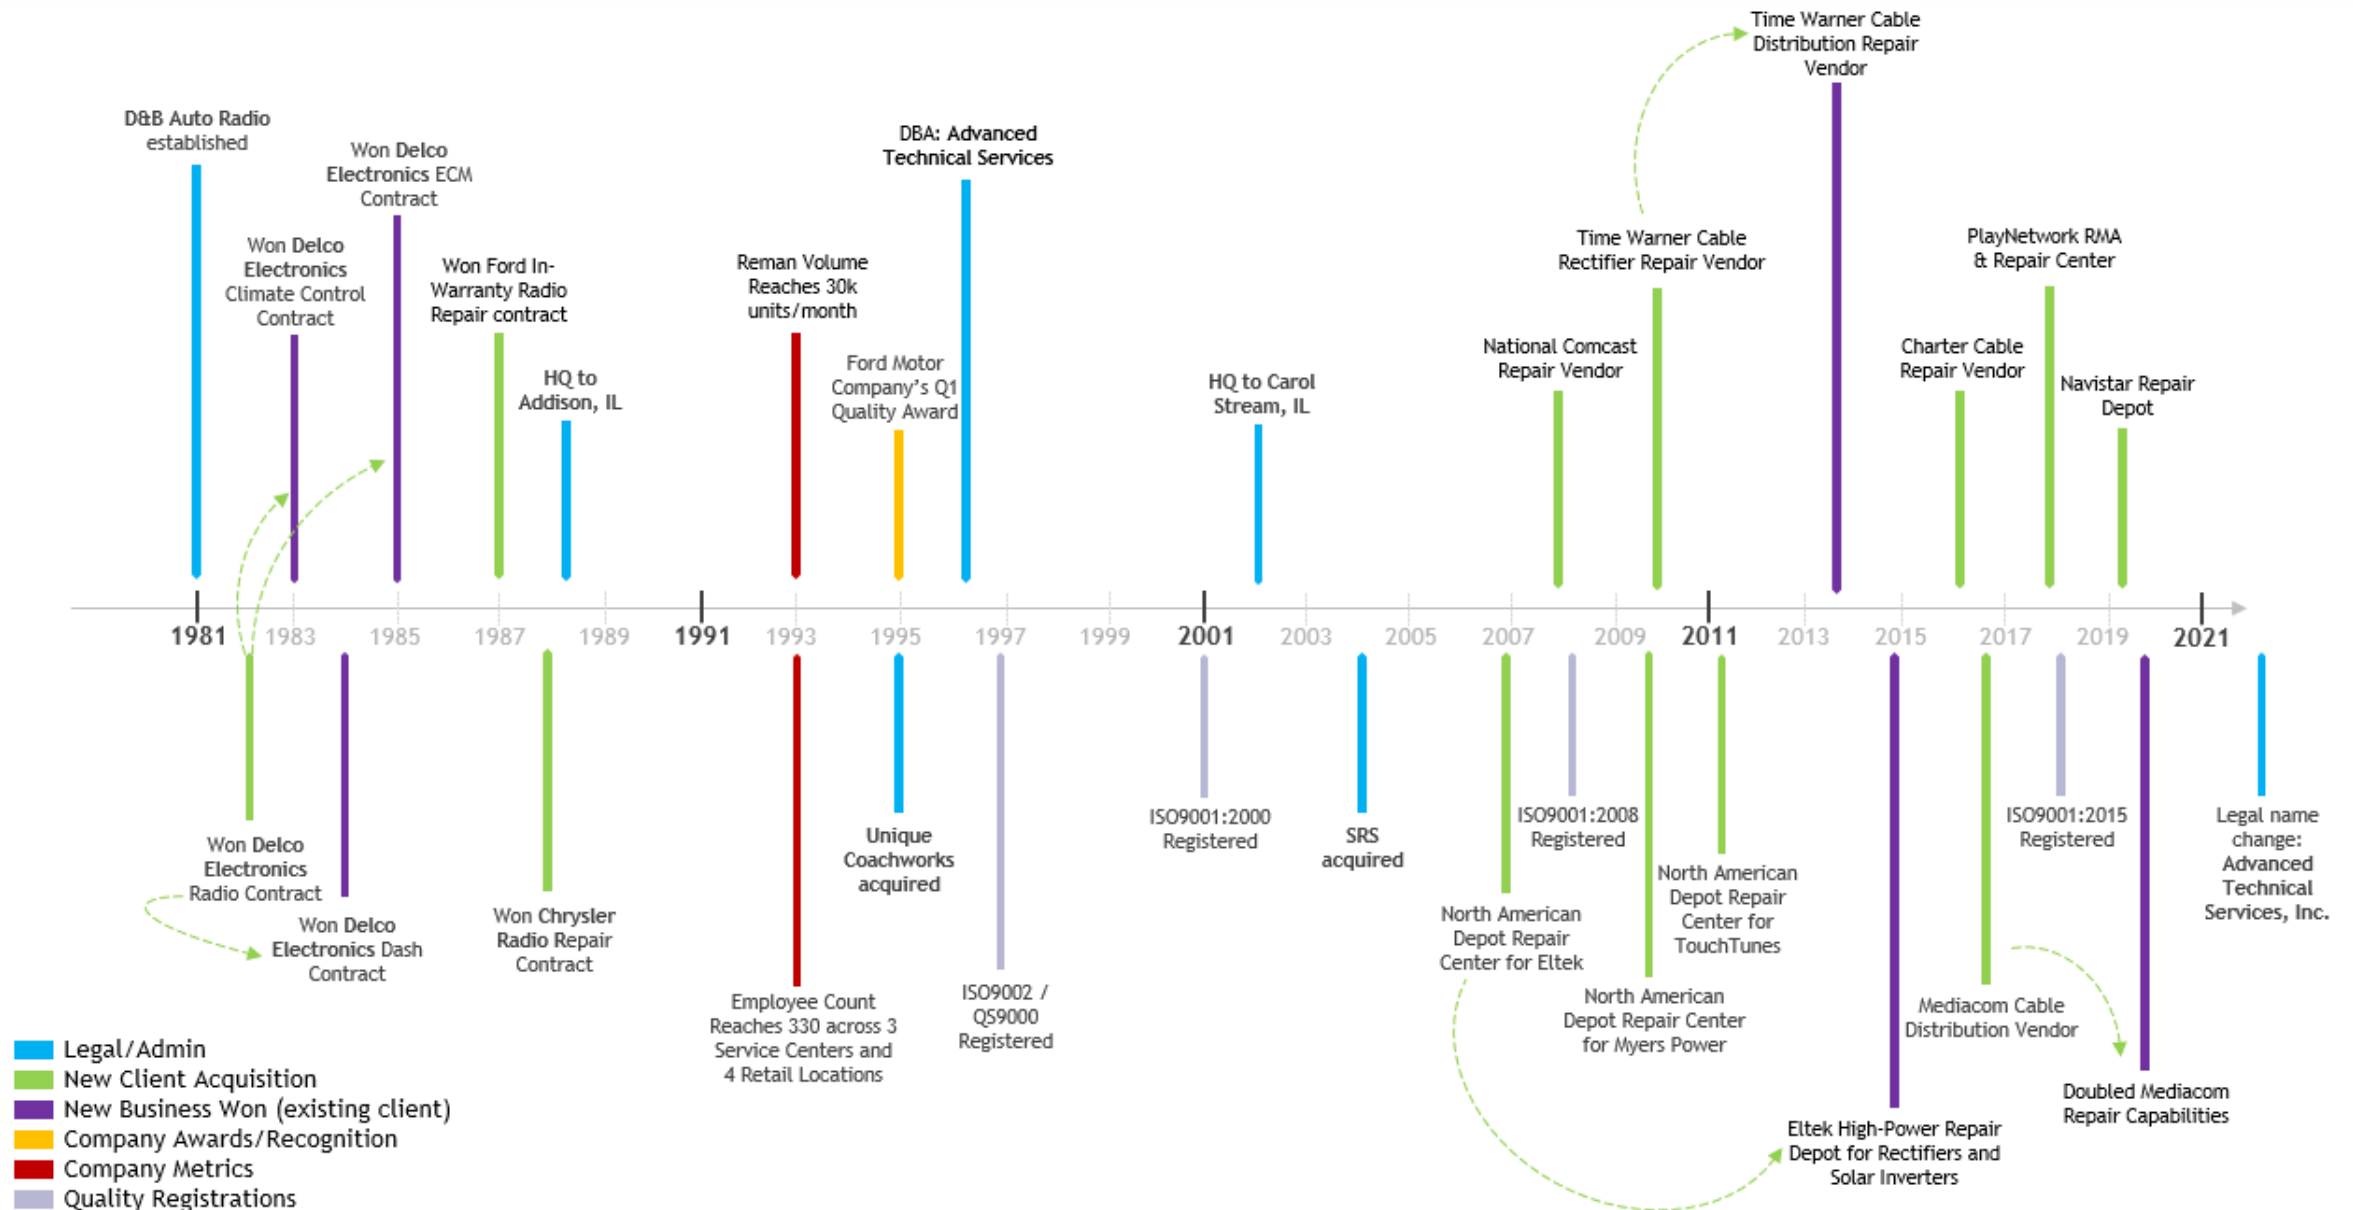 Time Warner Cable
Distribution Repair
Vendor
D&B Auto Radio
established
Won Delco
Electronics ECM
Contract
DBA: Advanced
Technical Services
Won Delco
Electronics
Climate Control
Contract
Won Ford In-
Warranty Radio
Repair contract
HQ to
Addison, IL
Reman Volume
Reaches 30k
units/month
Ford Motor
Company's Q1
Quality Award
HQ to Carol
Stream, IL
National Comcast
Repair Vendor
Time Warner Cable
Rectifier Repair Vendor
Charter Cable
Repair Vendor
PlayNetwork RMA
& Repair Center
Navistar Repair
Depot
1981
1983
1985
1987
1989
1991
1993
1995
1997
1999
2001
2003
2005
2007
2009
2011
2013
2015
2017
2019
2021
Won Delco
Electronics
Radio Contract
Won Delco
Electronics Dash
Contract
Won Chrysler
Radio Repair
Contract
Employee Count
Reaches 330 across 3
Service Centers and
4 Retail Locations
Unique
Coachworks
acquired
ISO9002 /
QS9000
Registered
ISO9001:2000
Registered
SRS
acquired
North American
Depot Repair
Center for Eltek
ISO9001:2008
Registered
North American
Depot Repair Center
for Myers Power
North American
Depot Repair
Center for
TouchTunes
Eltek High-Power Repair
Depot for Rectifiers and
Solar Inverters
Mediacom Cable
Distribution Vendor
ISO9001:2015
Registered
Doubled Mediacom
Repair Capabilities
Legal name
change:
Advanced
Technical
Services, Inc.
Legal/Admin
New Client Acquisition
New Business Won (existing client)
Company Awards/Recognition
Company Metrics
Quality Registrations